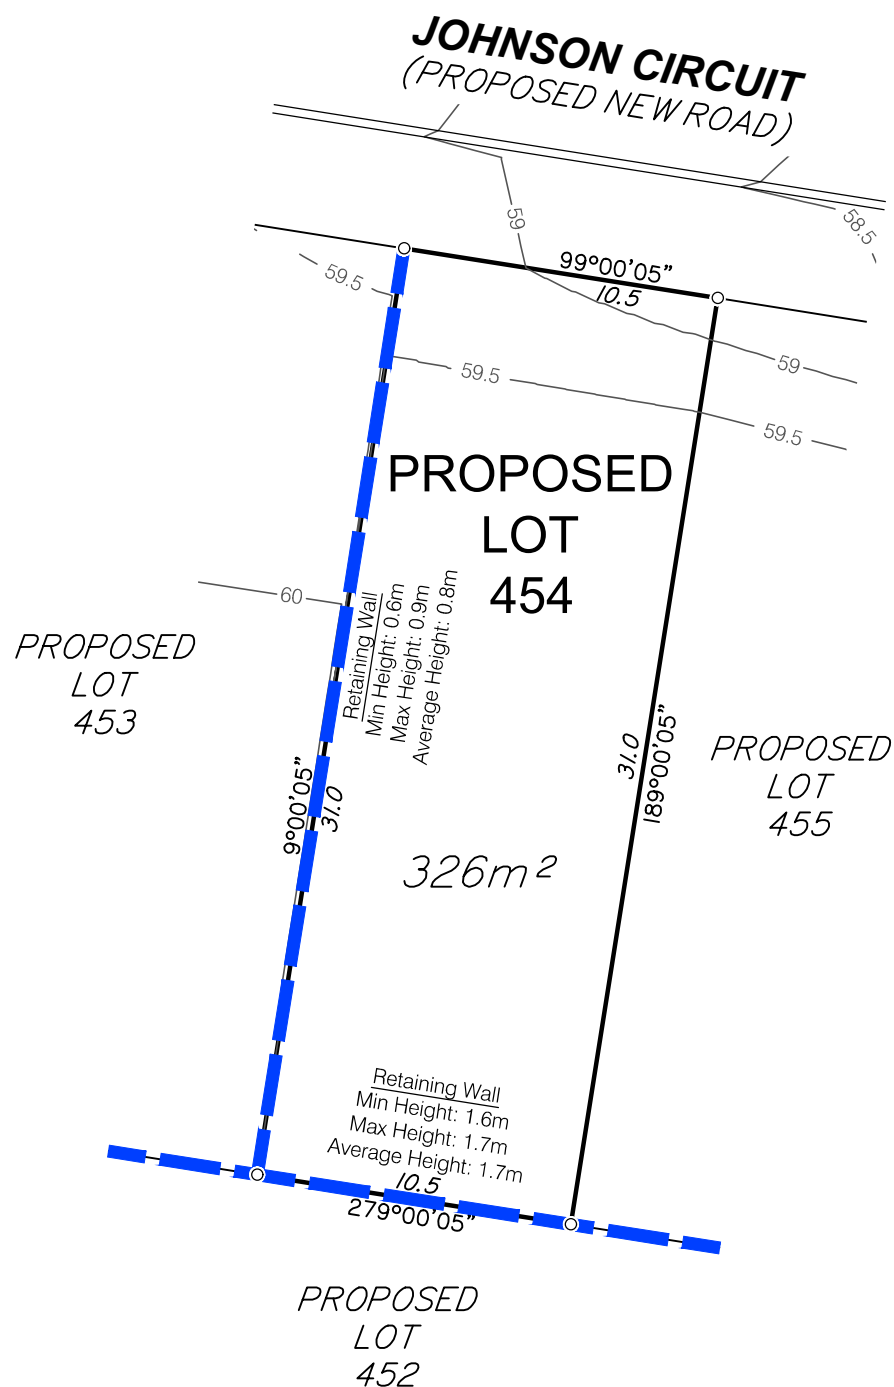 JOHNSON CIRCUIT
(PROPOSED NEW ROAD)
59
58.5
99°00'05"
10.5
59.5
59
59.5
59.5
PROPOSED
LOT
454
60
Retaining Wall
Min Height: 0.6m
Max Height: 0.9m
Average Height: 0.8m
PROPOSED
LOT
453
9°00'05"
31.0
31.0
189°00'05"
PROPOSED
LOT
455
326m²
Retaining Wall
Min Height: 1.6m
Max Height: 1.7m
Average Height: 1.7m
10.5
279°00'05"
PROPOSED
LOT
452